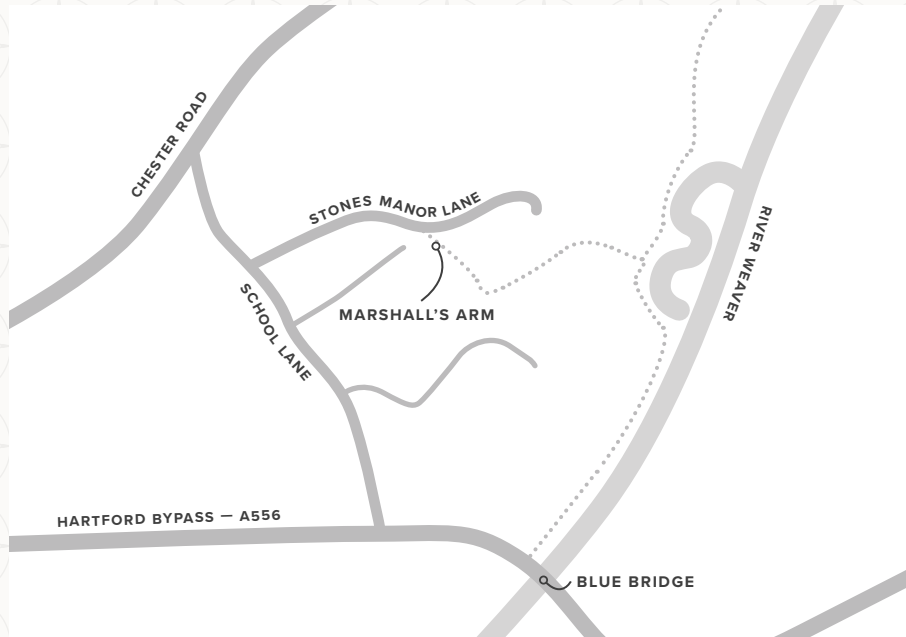 CHESTER ROAD
STONES MANOR LANE
RIVER WEAVER
SCHOOL LANE
MARSHALL’S ARM
HARTFORD BYPASS — A556
BLUE BRIDGE